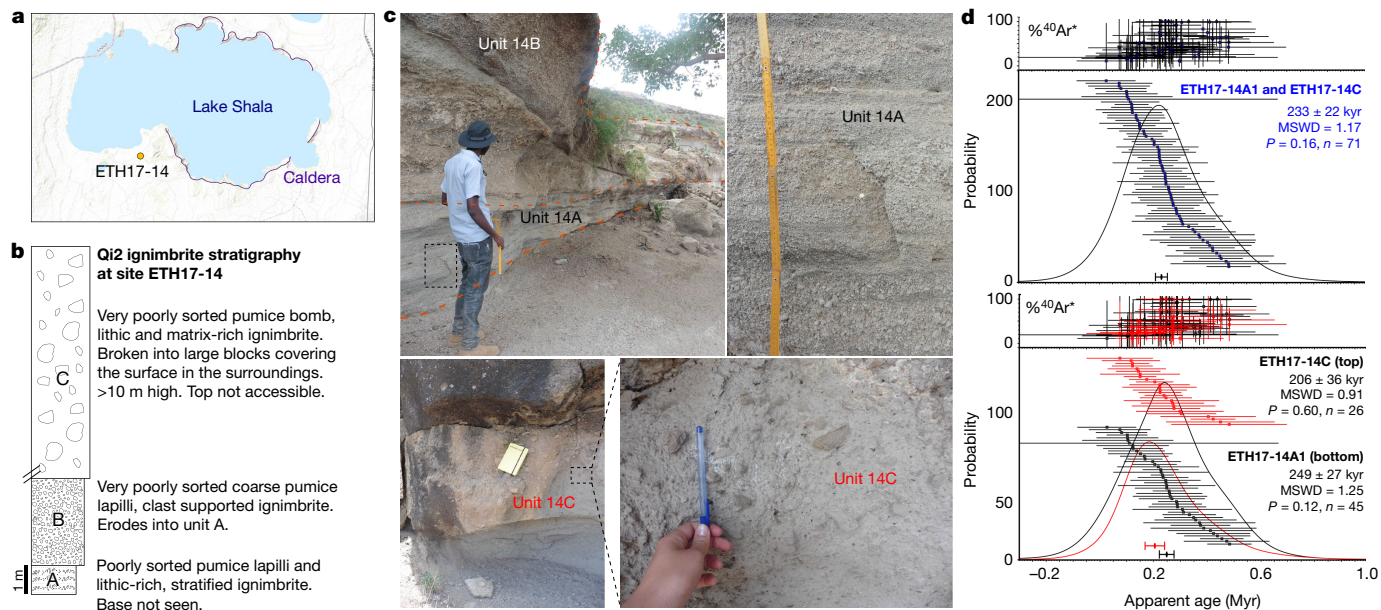 a
Lake Shala
ETH17-14
Caldera
b
Qi2 ignimbrite stratigraphy
at site ETH17-14
C
Very poorly sorted pumice bomb,
lithic and matrix-rich ignimbrite.
Broken into large blocks covering
the surface in the surroundings.
>10 m high. Top not accessible.
B
Very poorly sorted coarse pumice
lapilli, clast supported ignimbrite.
Erodes into unit A.
1 m
A
Poorly sorted pumice lapilli and
lithic-rich, stratified ignimbrite.
Base not seen.
c
Unit 14B
Unit 14A
Unit 14A
Unit 14C
Unit 14C
d
100
%⁴⁰Ar*
0
200
ETH17-14A1 and ETH17-14C
233 ± 22 kyr
MSWD = 1.17
P = 0.16, n = 71
Probability
100
0
100
%⁴⁰Ar*
0
ETH17-14C (top)
206 ± 36 kyr
MSWD = 0.91
P = 0.60, n = 26
100
Probability
ETH17-14A1 (bottom)
249 ± 27 kyr
MSWD = 1.25
P = 0.12, n = 45
50
0
−0.2 0.2 0.6 1.0
Apparent age (Myr)